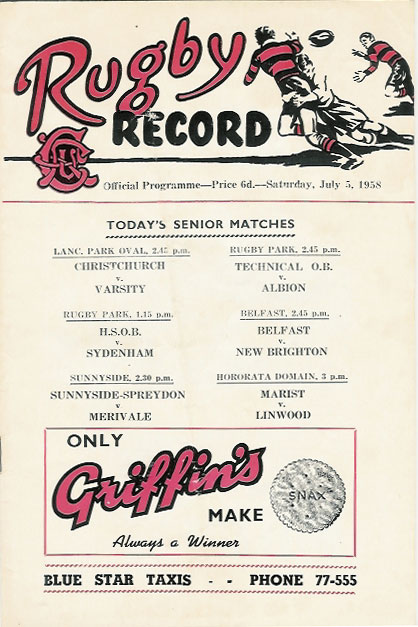 Rugby
RECORD
Official Programme—Price 6d.—Saturday, July 5, 1958
TODAY'S SENIOR MATCHES
LANC. PARK OVAL, 2.45 p.m.
CHRISTCHURCH
v.
VARSITY
RUGBY PARK, 2.45 p.m.
TECHNICAL O.B.
v.
ALBION
RUGBY PARK, 1.15 p.m.
H.S.O.B.
v.
SYDENHAM
BELFAST, 2.45 p.m.
BELFAST
v.
NEW BRIGHTON
SUNNYSIDE, 2.30 p.m.
SUNNYSIDE-SPREYDON
v
MERIVALE
HORORATA DOMAIN, 3 p.m.
MARIST
v.
LINWOOD
ONLY
Griffin's
SNAX
MAKE
Always a Winner
BLUE STAR TAXIS - - PHONE 77-555